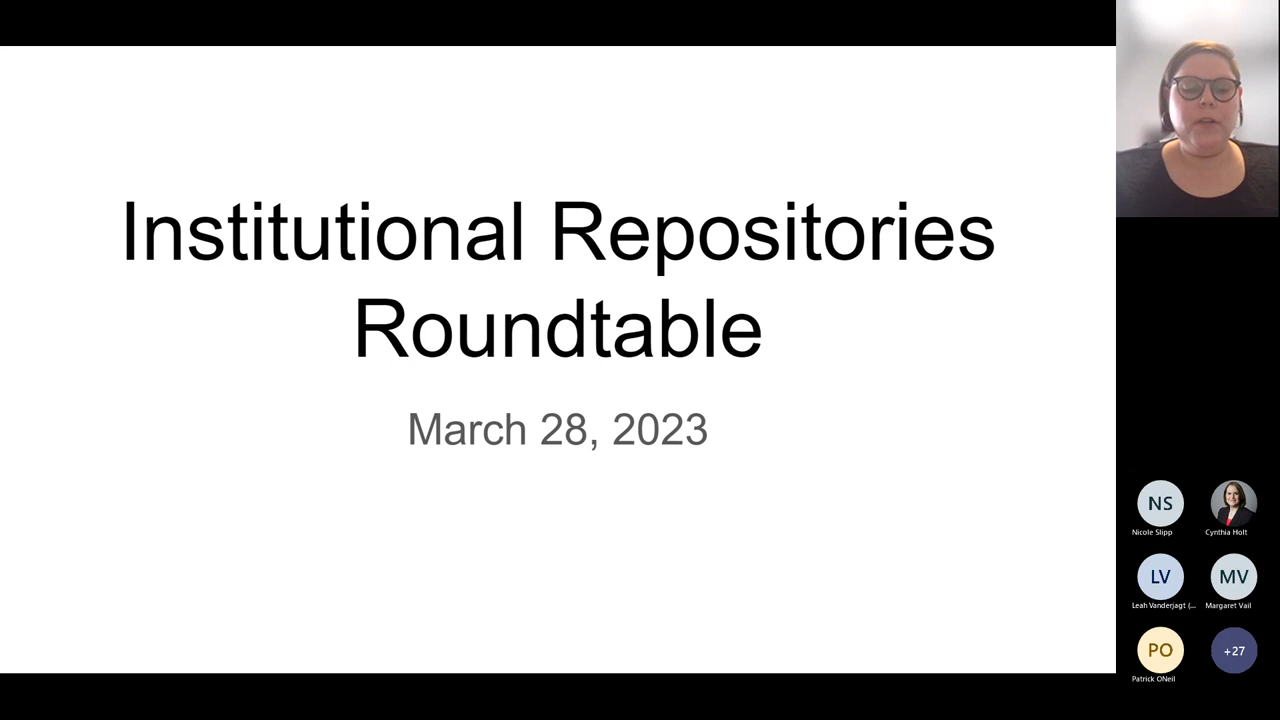 Institutional Repositories
Roundtable
March 28, 2023
NS
Nicole Slipp
Cynthia Holt
LV
MV
Leah Vanderjagt (...
Margaret Vail
PO
+27
Patrick ONeil